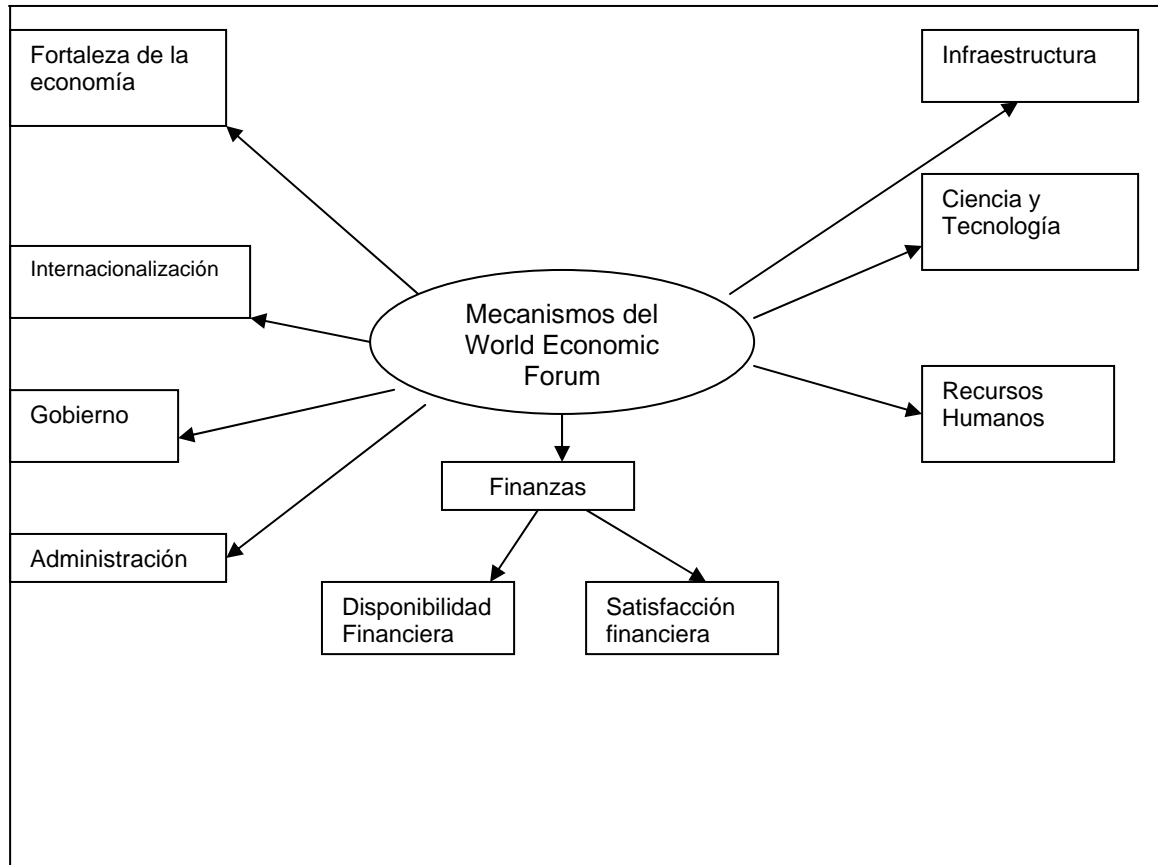 Fortaleza de la
economía
Infraestructura
Ciencia y
Tecnología
Internacionalización
Mecanismos del
World Economic
Forum
Gobierno
Recursos
Humanos
Finanzas
Administración
Disponibilidad
Financiera
Satisfacción
financiera